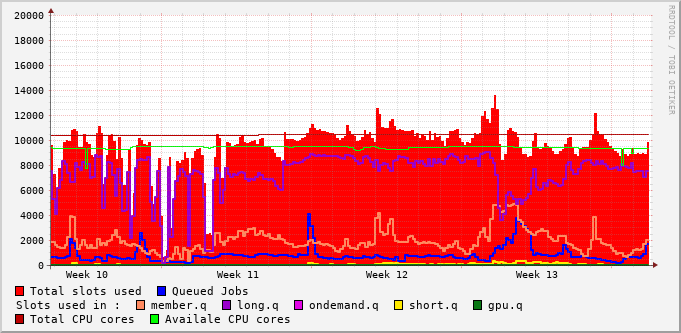 20000
18000
16000
14000
12000
10000
8000
6000
4000
2000
0
Week 10 Week 11 Week 12 Week 13
RRDTOOL / TOBI OETIKER
Total slots used Queued Jobs
Slots used in : member.q long.q ondemand.q short.q gpu.q
Total CPU cores Availale CPU cores